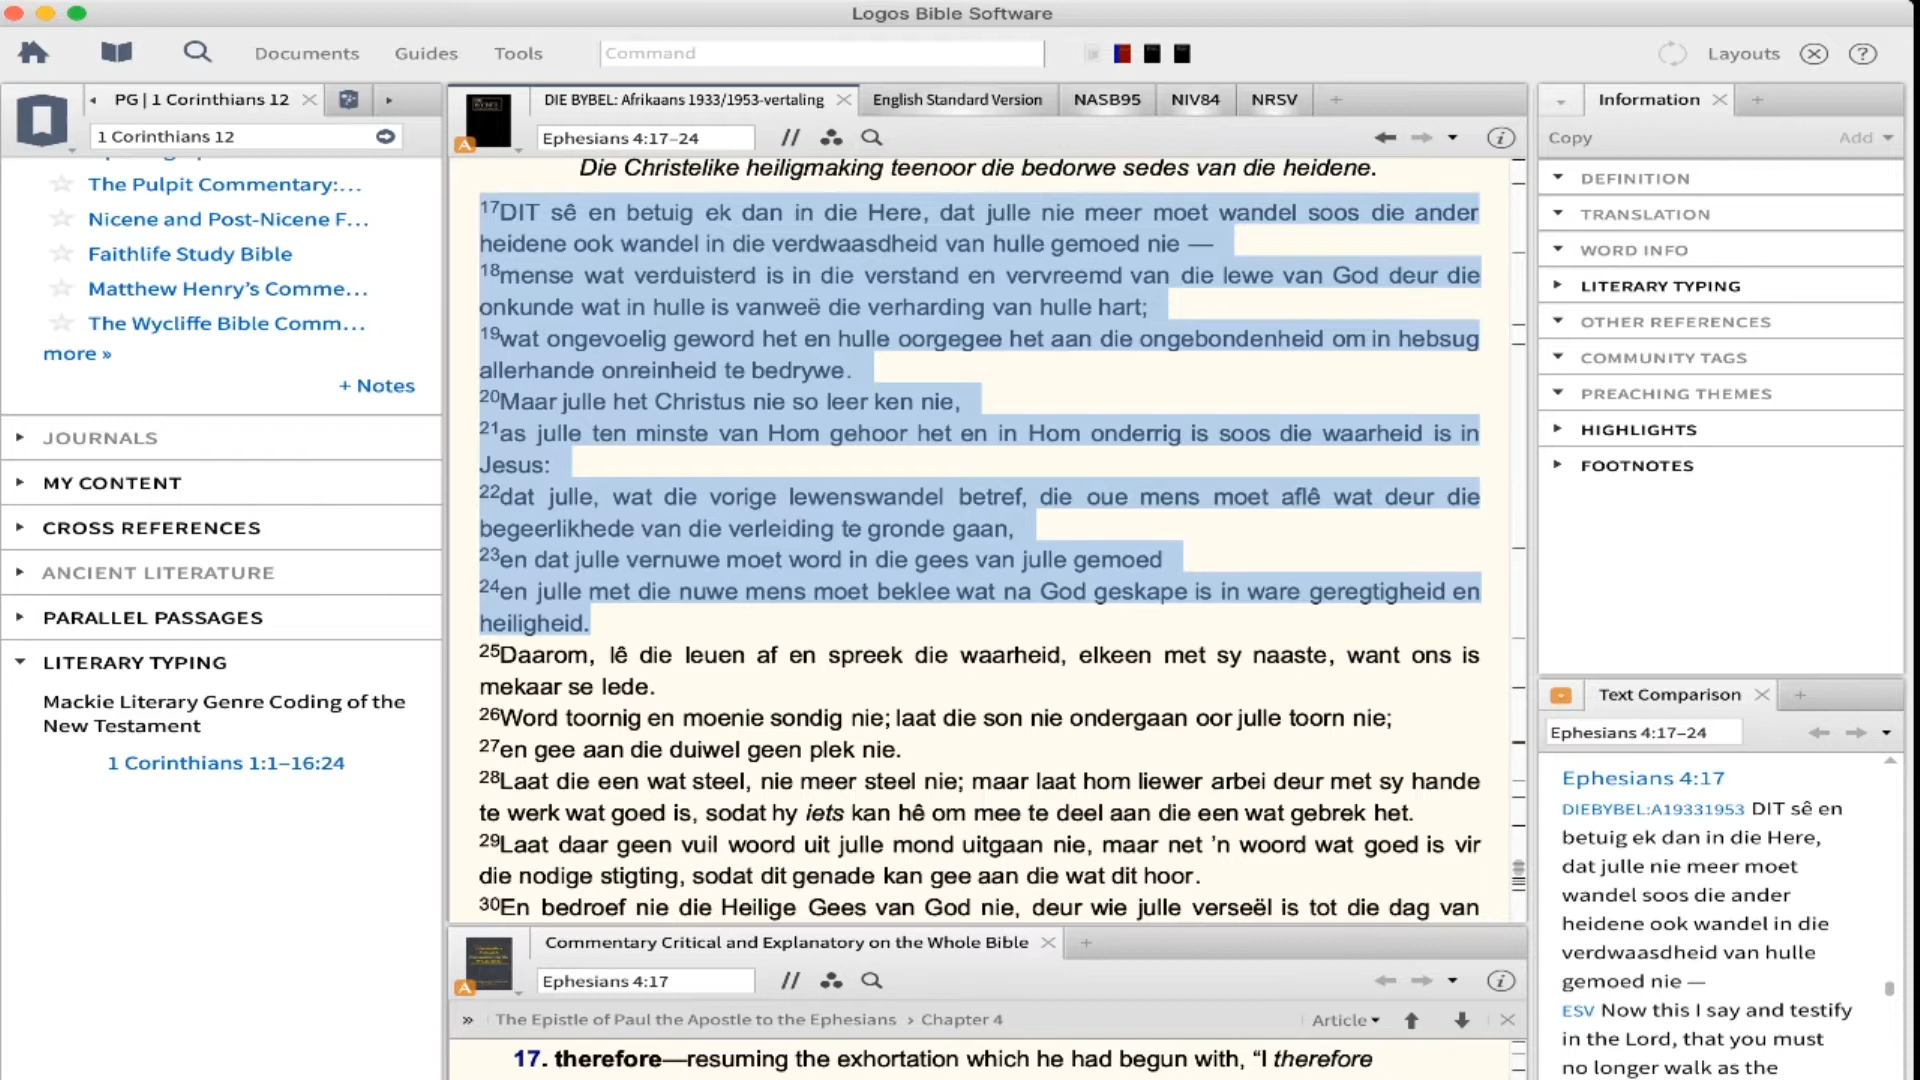 Logos Bible Software
Documents Guides Tools Command Layouts
PG | 1 Corinthians 12
1 Corinthians 12
The Pulpit Commentary:…
Nicene and Post-Nicene F…
Faithlife Study Bible
Matthew Henry’s Comme…
The Wycliffe Bible Comm…
more »
+ Notes
JOURNALS
MY CONTENT
CROSS REFERENCES
ANCIENT LITERATURE
PARALLEL PASSAGES
LITERARY TYPING
Mackie Literary Genre Coding of the
New Testament
1 Corinthians 1:1–16:24
DIE BYBEL: Afrikaans 1933/1953-vertaling English Standard Version NASB95 NIV84 NRSV
Ephesians 4:17–24
Die Christelike heiligmaking teenoor die bedorwe sedes van die heidene.
17DIT sê en betuig ek dan in die Here, dat julle nie meer moet wandel soos die ander
heidene ook wandel in die verdwaasdheid van hulle gemoed nie —
18mense wat verduisterd is in die verstand en vervreemd van die lewe van God deur die
onkunde wat in hulle is vanweë die verharding van hulle hart;
19wat ongevoelig geword het en hulle oorgegee het aan die ongebondenheid om in hebsug
allerhande onreinheid te bedrywe.
20Maar julle het Christus nie so leer ken nie,
21as julle ten minste van Hom gehoor het en in Hom onderrig is soos die waarheid is in
Jesus:
22dat julle, wat die vorige lewenswandel betref, die oue mens moet aflê wat deur die
begeerlikhede van die verleiding te gronde gaan,
23en dat julle vernuwe moet word in die gees van julle gemoed
24en julle met die nuwe mens moet beklee wat na God geskape is in ware geregtigheid en
heiligheid.
25Daarom, lê die leuen af en spreek die waarheid, elkeen met sy naaste, want ons is
mekaar se lede.
26Word toornig en moenie sondig nie; laat die son nie ondergaan oor julle toorn nie;
27en gee aan die duiwel geen plek nie.
28Laat die een wat steel, nie meer steel nie; maar laat hom liewer arbei deur met sy hande
te werk wat goed is, sodat hy iets kan hê om mee te deel aan die een wat gebrek het.
29Laat daar geen vuil woord uit julle mond uitgaan nie, maar net ’n woord wat goed is vir
die nodige stigting, sodat dit genade kan gee aan die wat dit hoor.
30En bedroef nie die Heilige Gees van God nie, deur wie julle verseël is tot die dag van
Commentary Critical and Explanatory on the Whole Bible
Ephesians 4:17
» The Epistle of Paul the Apostle to the Ephesians › Chapter 4 Article
17. therefore—resuming the exhortation which he had begun with, “I therefore
Information
Copy Add
DEFINITION
TRANSLATION
WORD INFO
LITERARY TYPING
OTHER REFERENCES
COMMUNITY TAGS
PREACHING THEMES
HIGHLIGHTS
FOOTNOTES
Text Comparison
Ephesians 4:17–24
Ephesians 4:17
DIEBYBEL:A19331953 DIT sê en
betuig ek dan in die Here,
dat julle nie meer moet
wandel soos die ander
heidene ook wandel in die
verdwaasdheid van hulle
gemoed nie —
ESV Now this I say and testify
in the Lord, that you must
no longer walk as the